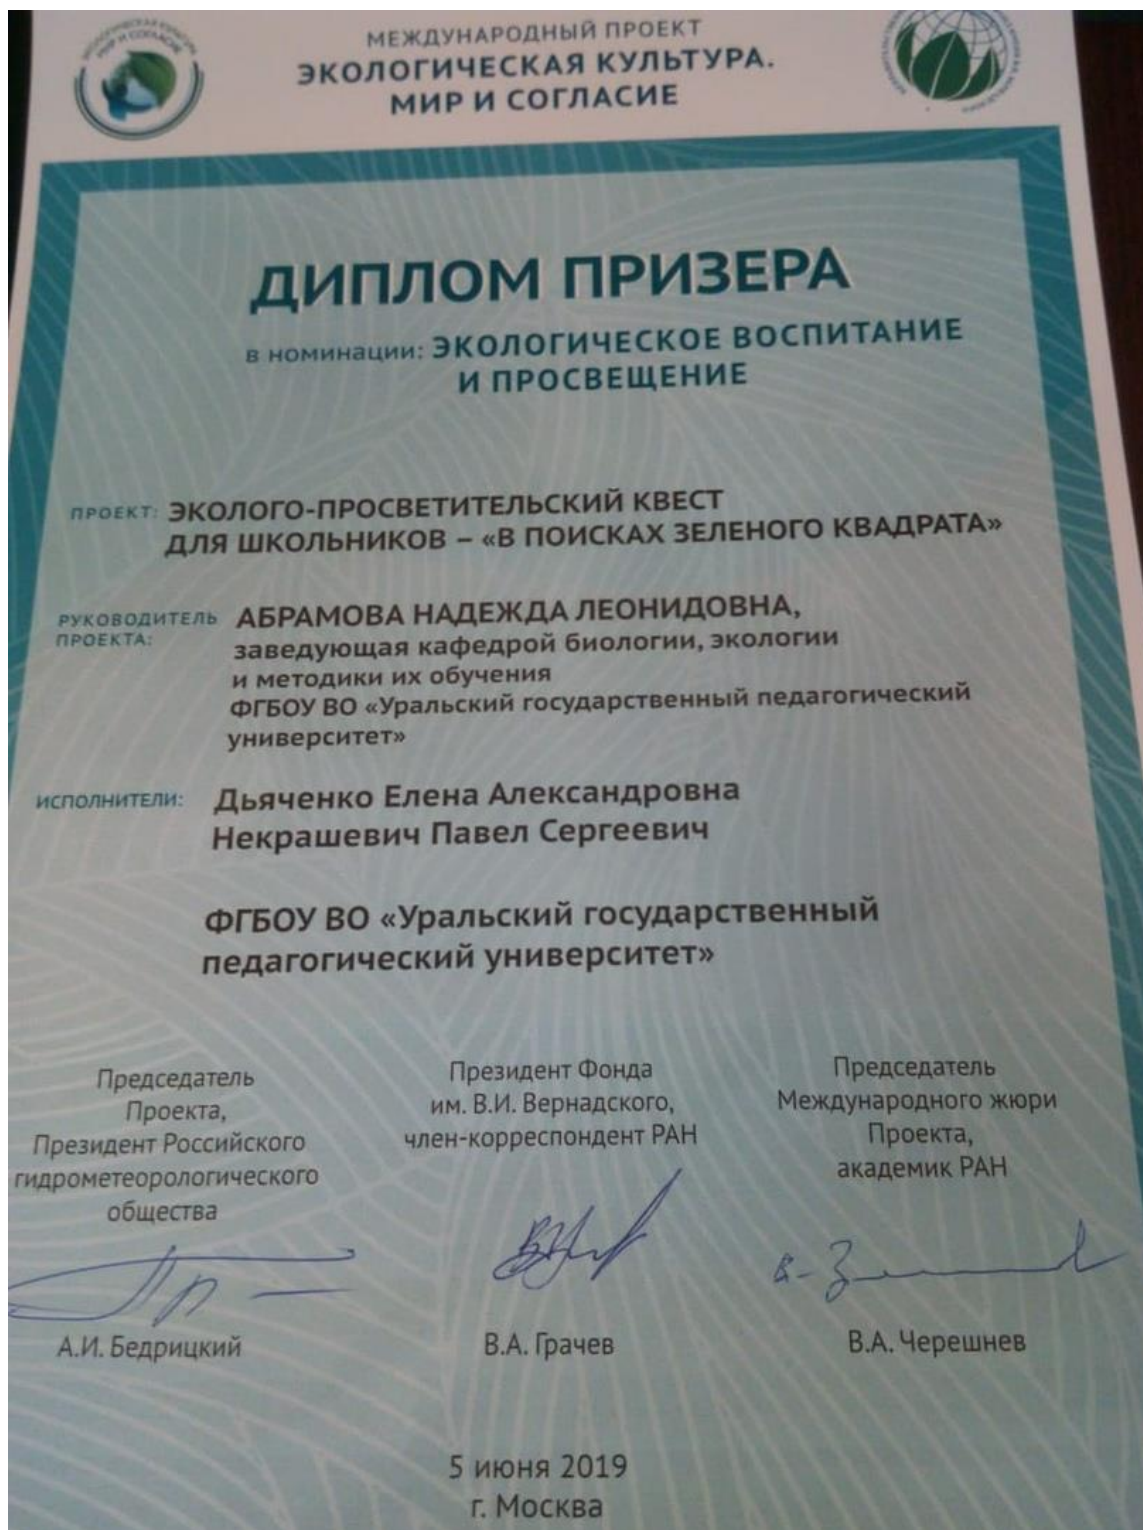 ЭКОЛОГИЧЕСКАЯ КУЛЬТУРА
МИР И СОГЛАСИЕ
МЕЖДУНАРОДНЫЙ ПРОЕКТ
ЭКОЛОГИЧЕСКАЯ КУЛЬТУРА.
МИР И СОГЛАСИЕ
ДИПЛОМ ПРИЗЕРА
в номинации: ЭКОЛОГИЧЕСКОЕ ВОСПИТАНИЕ
И ПРОСВЕЩЕНИЕ
ПРОЕКТ: ЭКОЛОГО-ПРОСВЕТИТЕЛЬСКИЙ КВЕСТ
ДЛЯ ШКОЛЬНИКОВ – «В ПОИСКАХ ЗЕЛЕНОГО КВАДРАТА»
РУКОВОДИТЕЛЬ
ПРОЕКТА:
АБРАМОВА НАДЕЖДА ЛЕОНИДОВНА,
заведующая кафедрой биологии, экологии
и методики их обучения
ФГБОУ ВО «Уральский государственный педагогический
университет»
ИСПОЛНИТЕЛИ: Дьяченко Елена Александровна
Некрашевич Павел Сергеевич
ФГБОУ ВО «Уральский государственный
педагогический университет»
Председатель
Проекта,
Президент Российского
гидрометеорологического
общества
А.И. Бедрицкий
Президент Фонда
им. В.И. Вернадского,
член-корреспондент РАН
В.А. Грачев
Председатель
Международного жюри
Проекта,
академик РАН
В.А. Черешнев
5 июня 2019
г. Москва